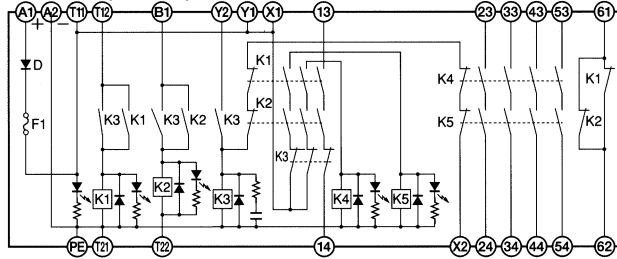 A1 A2 T11 T12 B1 Y2 Y1 X1 13 23 33 43 53 61
+ −
D
F1
K3 K1 K3 K2 K3
K1
K2
K3
K4
K5
K1
K2
K1 K2 K3 K4 K5
PE T21 T22 14 X2 24 34 44 54 62